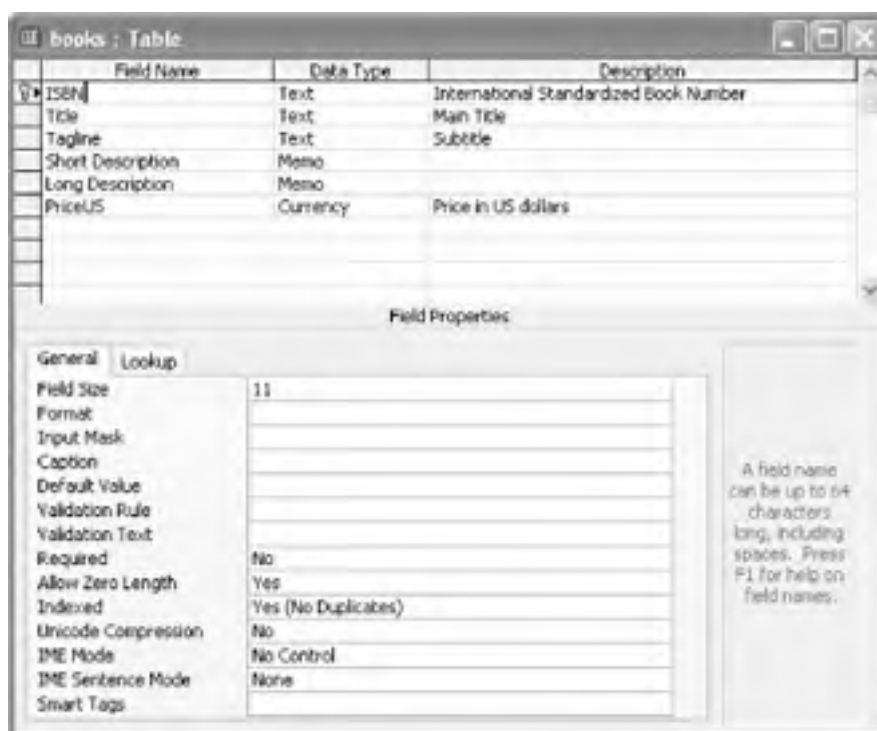 books : Table
Field Name Data Type Description
ISBN Text International Standardized Book Number
Title Text Main Title
Tagline Text Subtitle
Short Description Memo
Long Description Memo
PriceUS Currency Price in US dollars
Field Properties
General Lookup
Field Size 11
Format
Input Mask
Caption
Default Value
Validation Rule
Validation Text
Required No
Allow Zero Length Yes
Indexed Yes (No Duplicates)
Unicode Compression No
IME Mode No Control
IME Sentence Mode None
Smart Tags
A field name
can be up to 64
characters
long, including
spaces. Press
F1 for help on
field names.